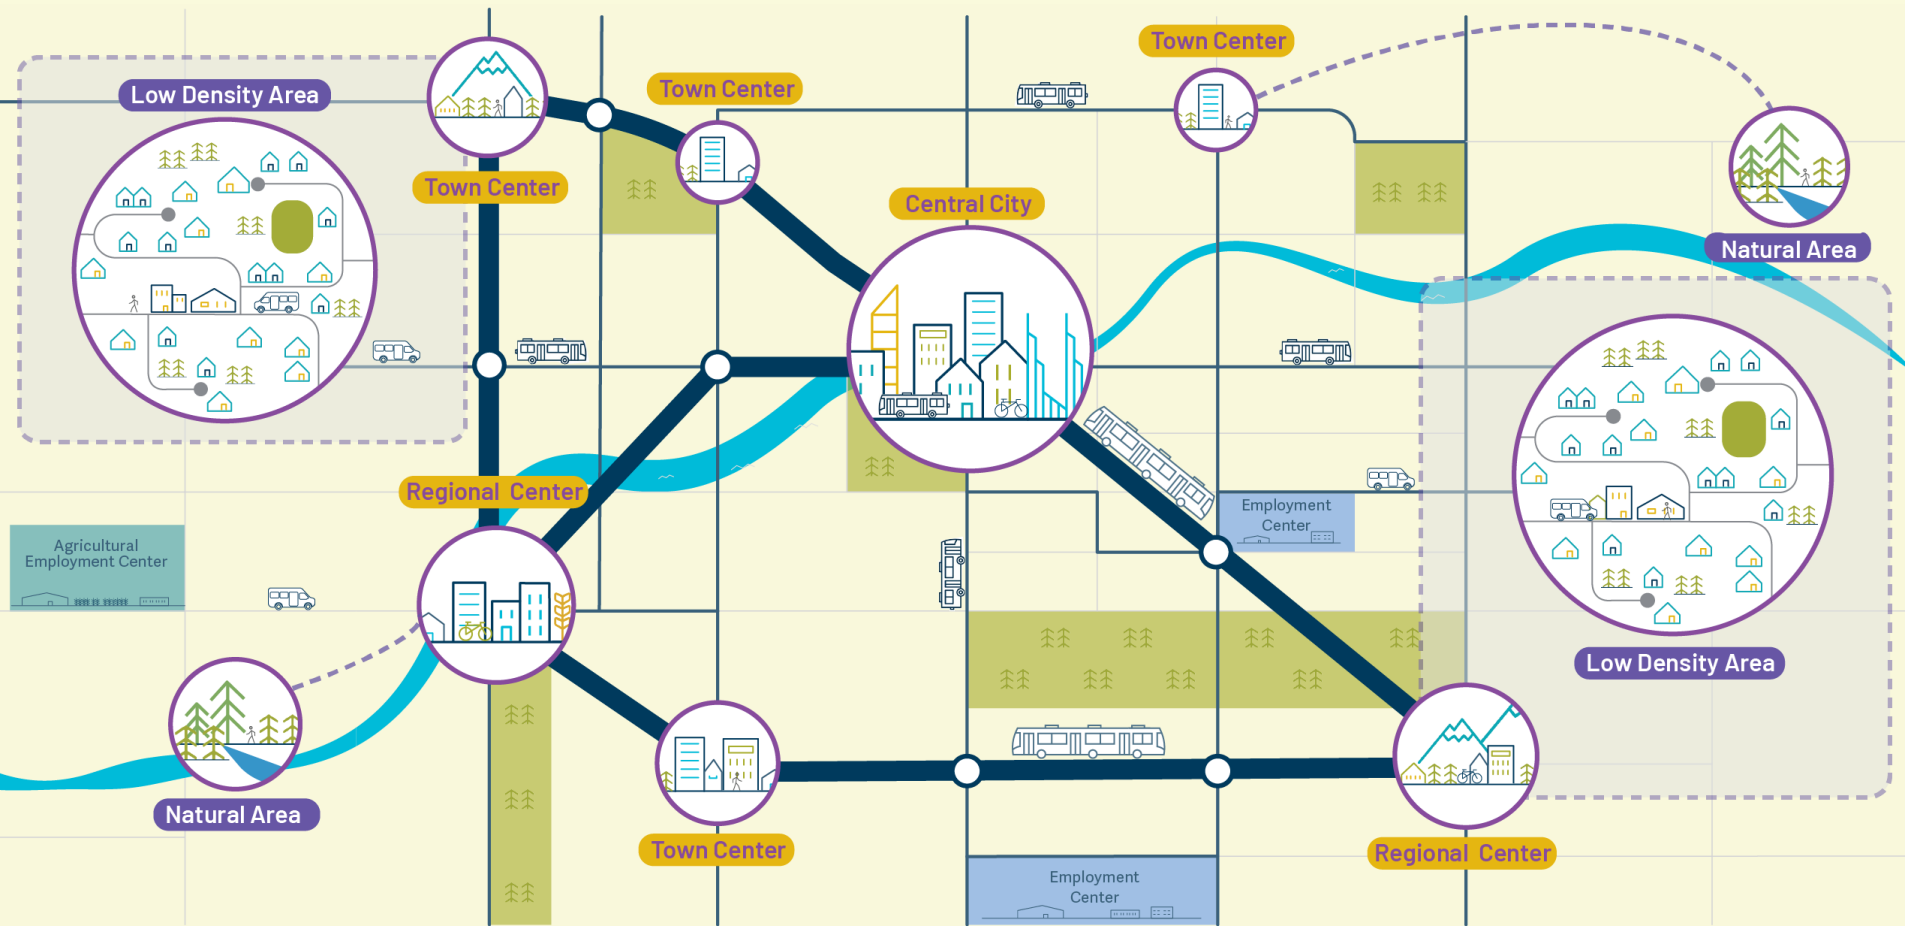 Town Center
Low Density Area
Town Center
Town Center
Central City
Natural Area
Regional Center
Employment
Center
Agricultural
Employment Center
Low Density Area
Natural Area
Town Center
Regional Center
Employment
Center